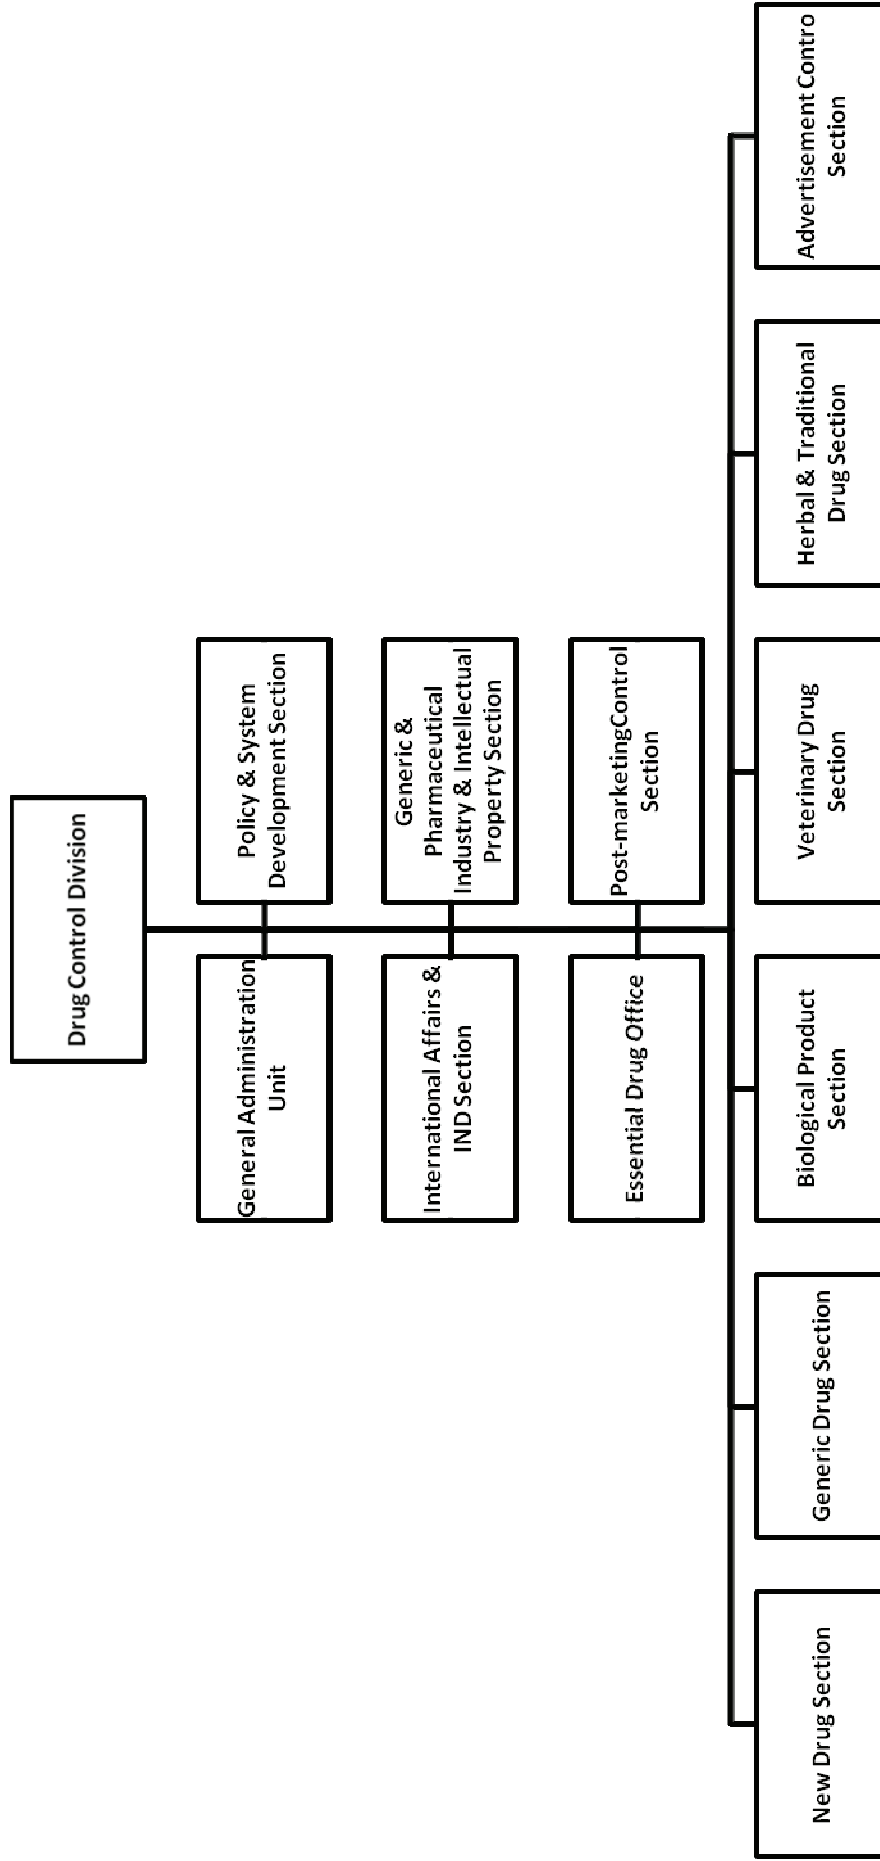 Drug Control Division
General Administration
Unit
Policy & System
Development Section
International Affairs &
IND Section
Generic &
Pharmaceutical
Industry & Intellectual
Property Section
Essential Drug Office
Post-marketingControl
Section
New Drug Section
Generic Drug Section
Biological Product
Section
Veterinary Drug
Section
Herbal & Traditional
Drug Section
Advertisement Contro
Section